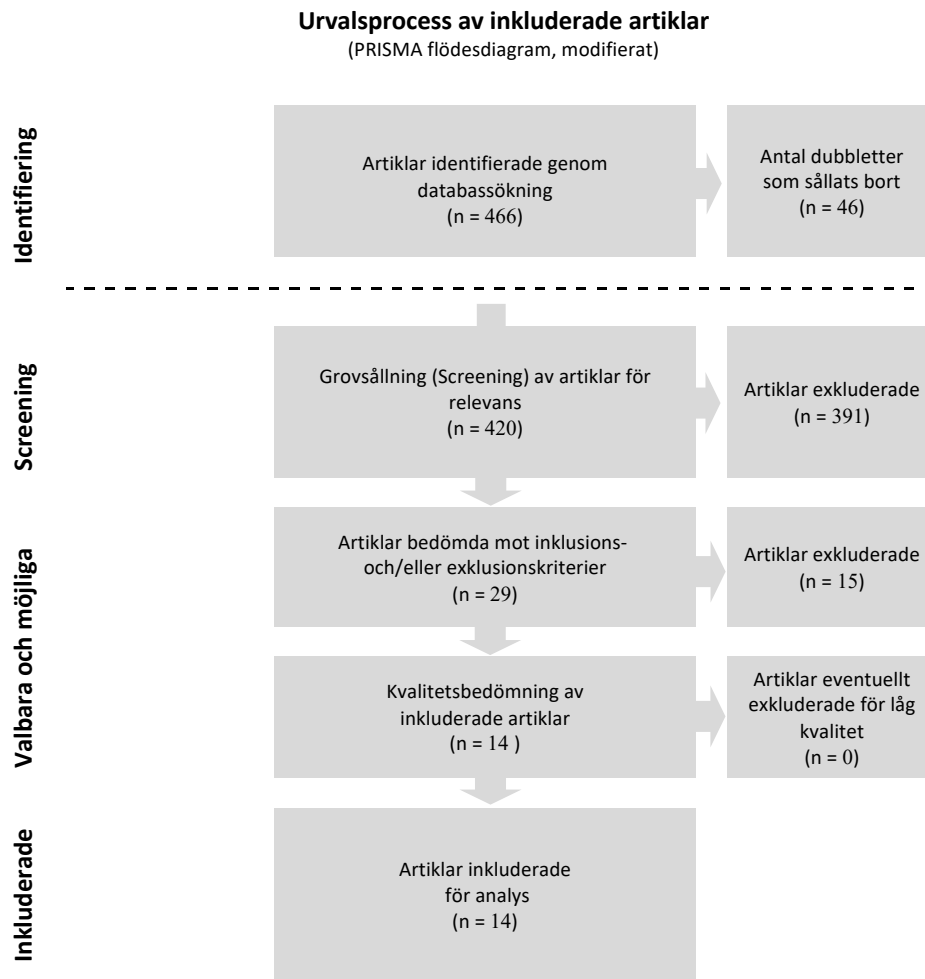 Urvalsprocess av inkluderade artiklar
(PRISMA flödesdiagram, modifierat)
Identifiering
Artiklar identifierade genom
databassökning
(n = 466)
Antal dubbletter
som sållats bort
(n = 46)
Screening
Grovsållning (Screening) av artiklar för
relevans
(n = 420)
Artiklar exkluderade
(n = 391)
Valbara och möjliga
Artiklar bedömda mot inklusions-
och/eller exklusionskriterier
(n = 29)
Artiklar exkluderade
(n = 15)
Kvalitetsbedömning av
inkluderade artiklar
(n = 14 )
Artiklar eventuellt
exkluderade för låg
kvalitet
(n = 0)
Inkluderade
Artiklar inkluderade
för analys
(n = 14)